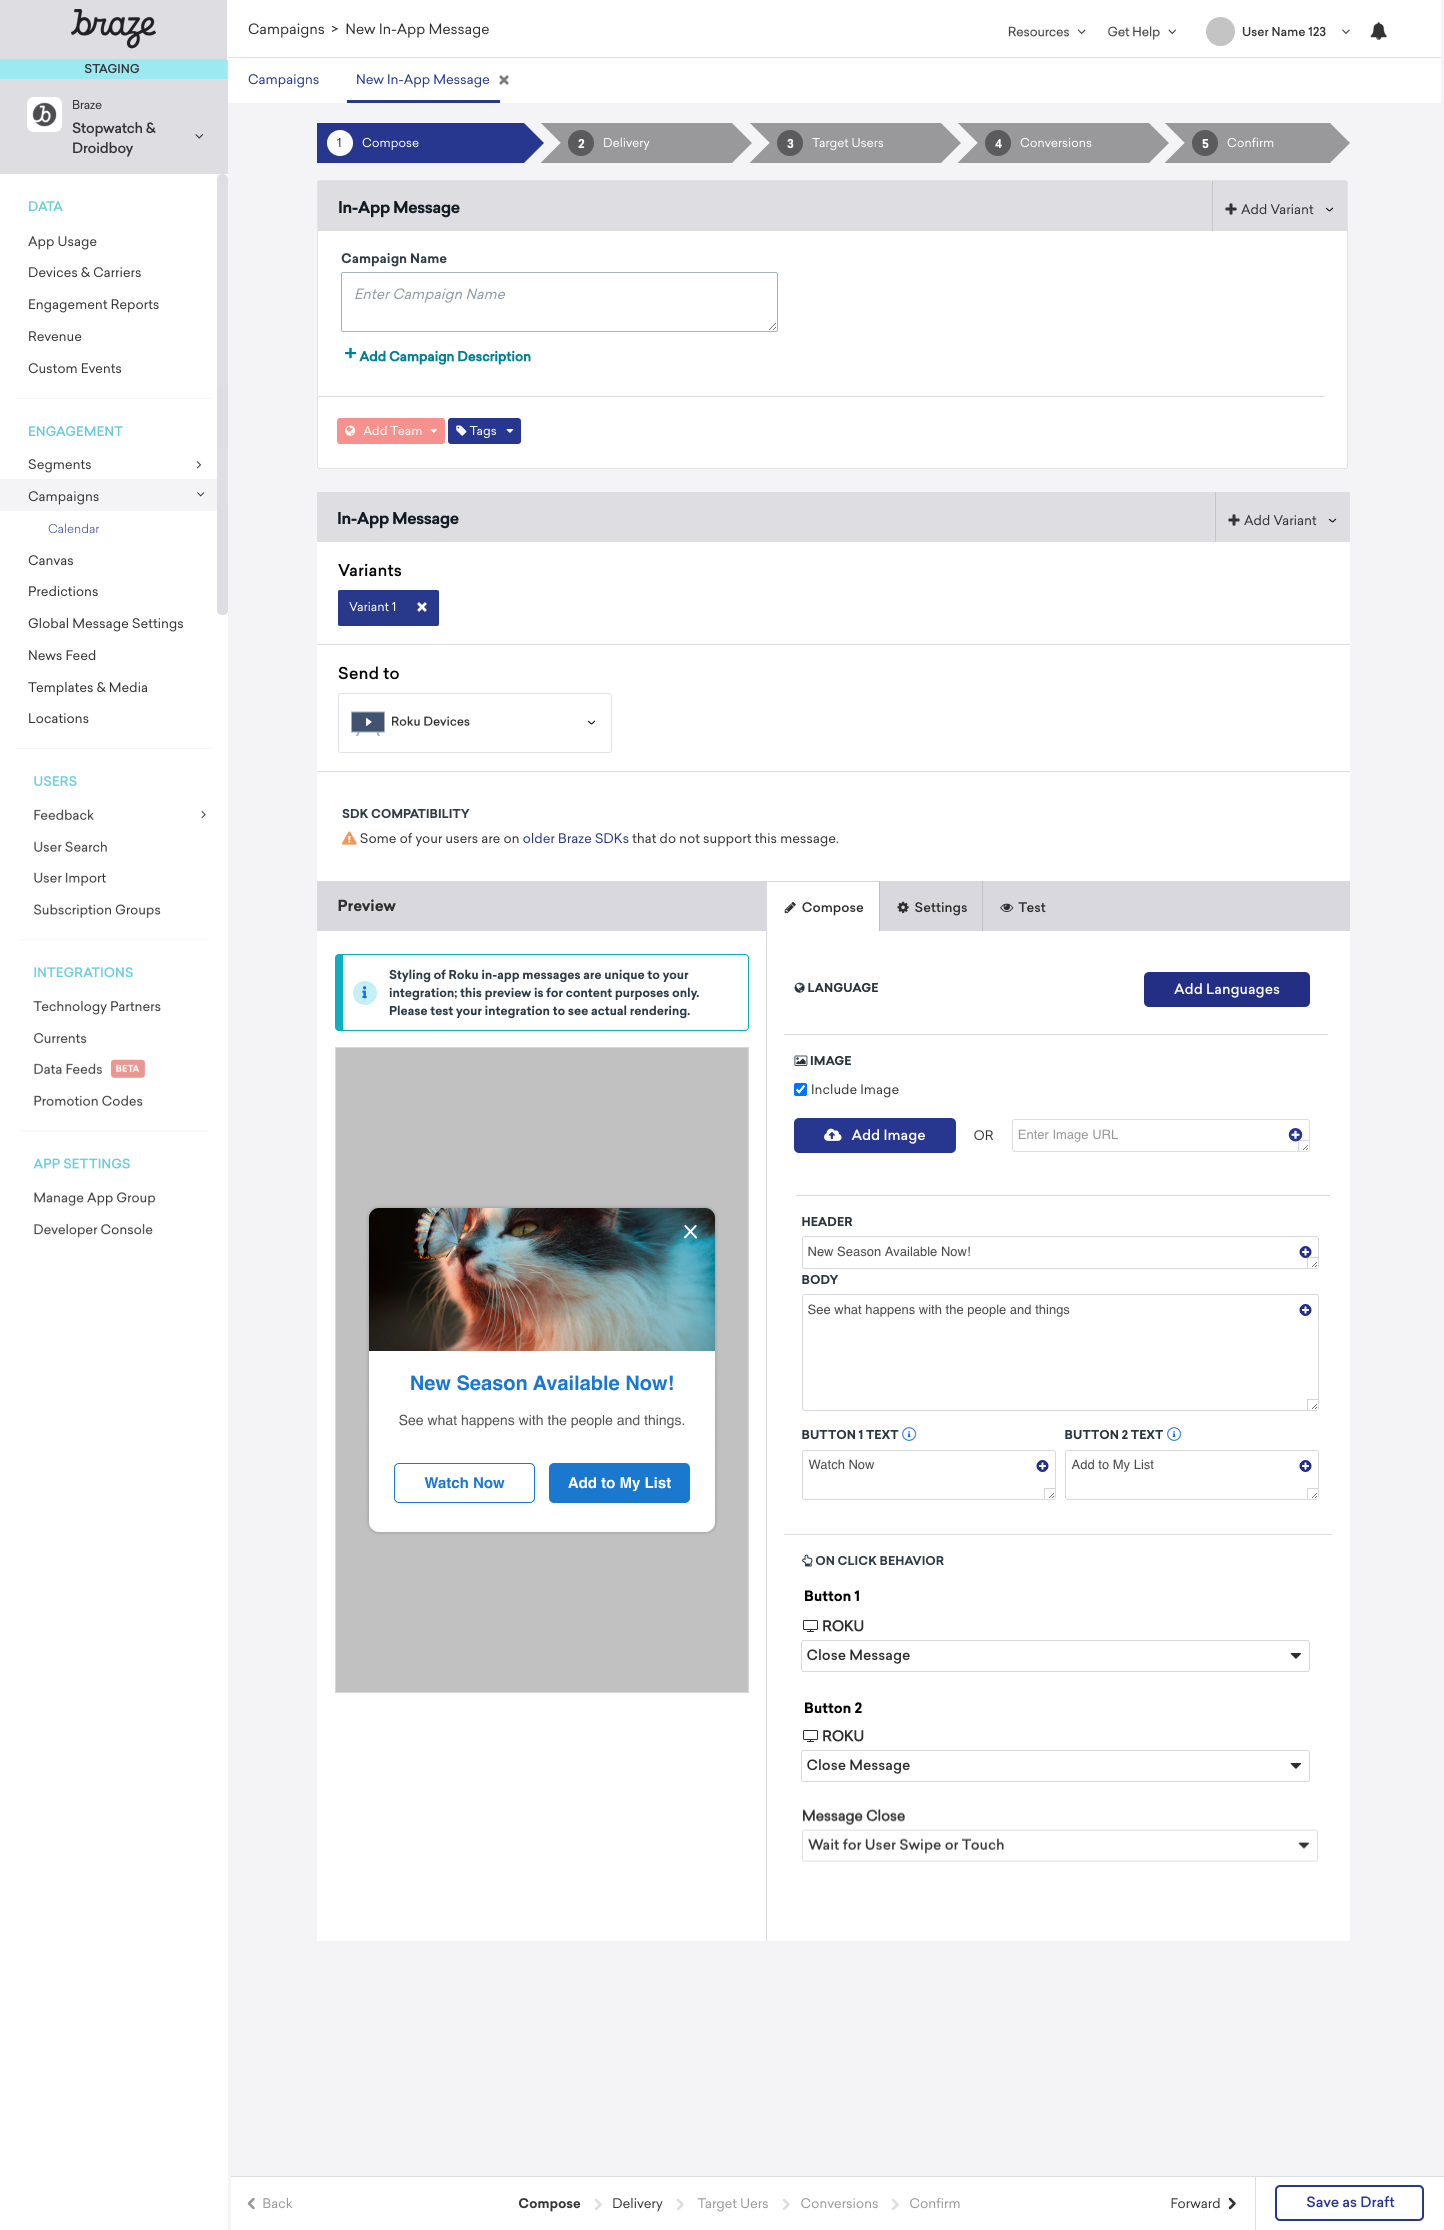 braze
STAGING
Braze
Stopwatch &
Droidboy
DATA
App Usage
Devices & Carriers
Engagement Reports
Revenue
Custom Events
ENGAGEMENT
Segments
Campaigns
Calendar
Canvas
Predictions
Global Message Settings
News Feed
Templates & Media
Locations
USERS
Feedback
User Search
User Import
Subscription Groups
INTEGRATIONS
Technology Partners
Currents
Data Feeds BETA
Promotion Codes
APP SETTINGS
Manage App Group
Developer Console
Campaigns > New In-App Message
Resources Get Help User Name 123
Campaigns New In-App Message
1 Compose 2 Delivery 3 Target Users 4 Conversions 5 Confirm
In-App Message Add Variant
Campaign Name
Enter Campaign Name
Add Campaign Description
Add Team Tags
In-App Message Add Variant
Variants
Variant 1
Send to
Roku Devices
SDK COMPATIBILITY
Some of your users are on older Braze SDKs that do not support this message.
Preview
Styling of Roku in-app messages are unique to your
integration; this preview is for content purposes only.
Please test your integration to see actual rendering.
New Season Available Now!
See what happens with the people and things.
Watch Now Add to My List
Compose Settings Test
LANGUAGE Add Languages
IMAGE
Include Image
Add Image OR Enter Image URL
HEADER
New Season Available Now!
BODY
See what happens with the people and things
BUTTON 1 TEXT BUTTON 2 TEXT
Watch Now Add to My List
ON CLICK BEHAVIOR
Button 1
ROKU
Close Message
Button 2
ROKU
Close Message
Message Close
Wait for User Swipe or Touch
Back Compose Delivery Target Uers Conversions Confirm Forward Save as Draft